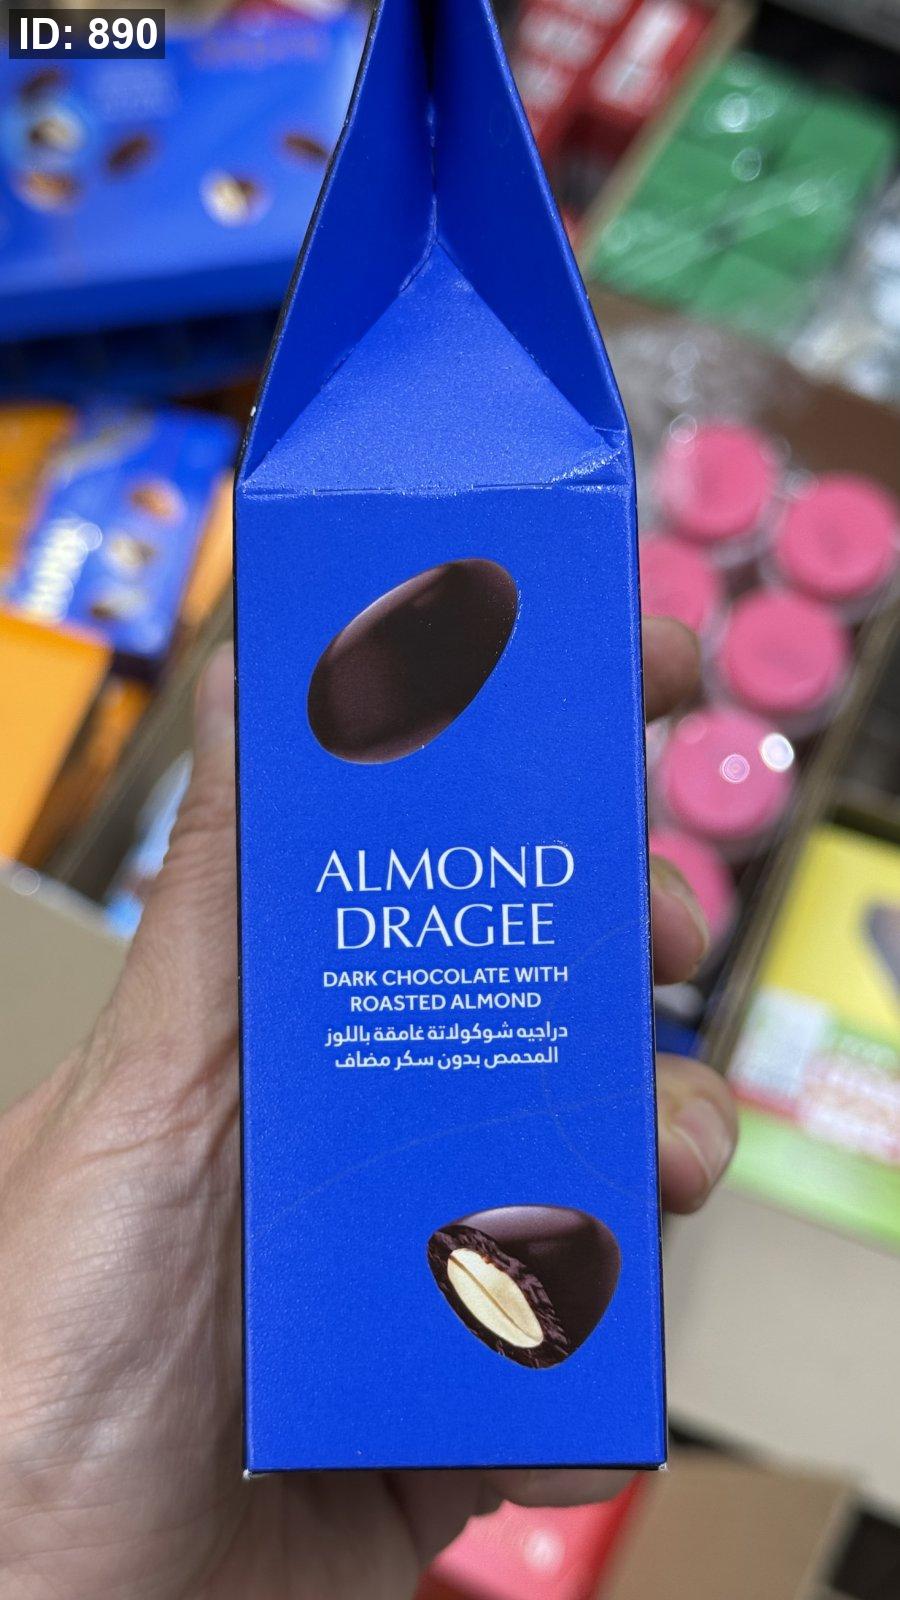 ID: 890
ALMOND
DRAGEE
DARK CHOCOLATE WITH
ROASTED ALMOND
دراجيه شوكولاتة غامقة باللوز
المحمص بدون سكر مضاف